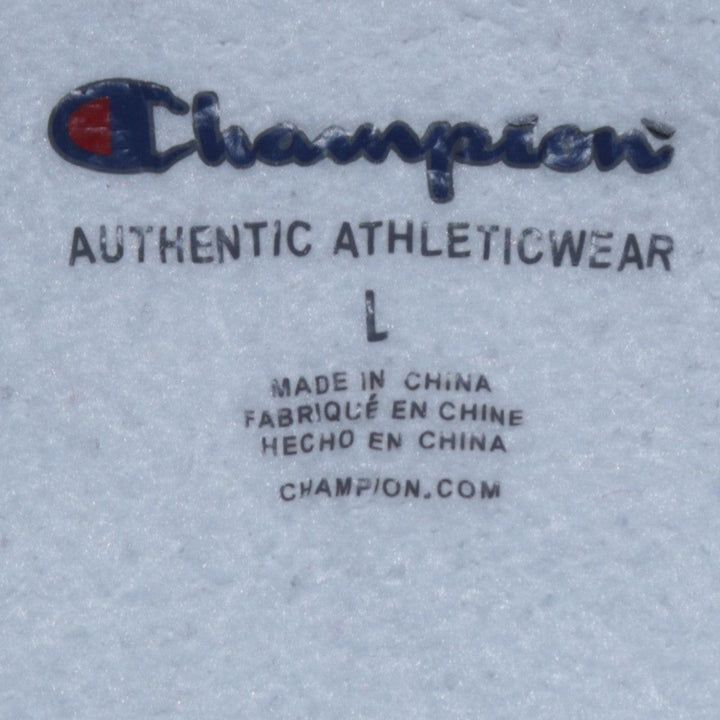 Champion
AUTHENTIC ATHLETICWEAR
L
MADE IN CHINA
FABRIQUÉ EN CHINE
HECHO EN CHINA
CHAMPION.COM